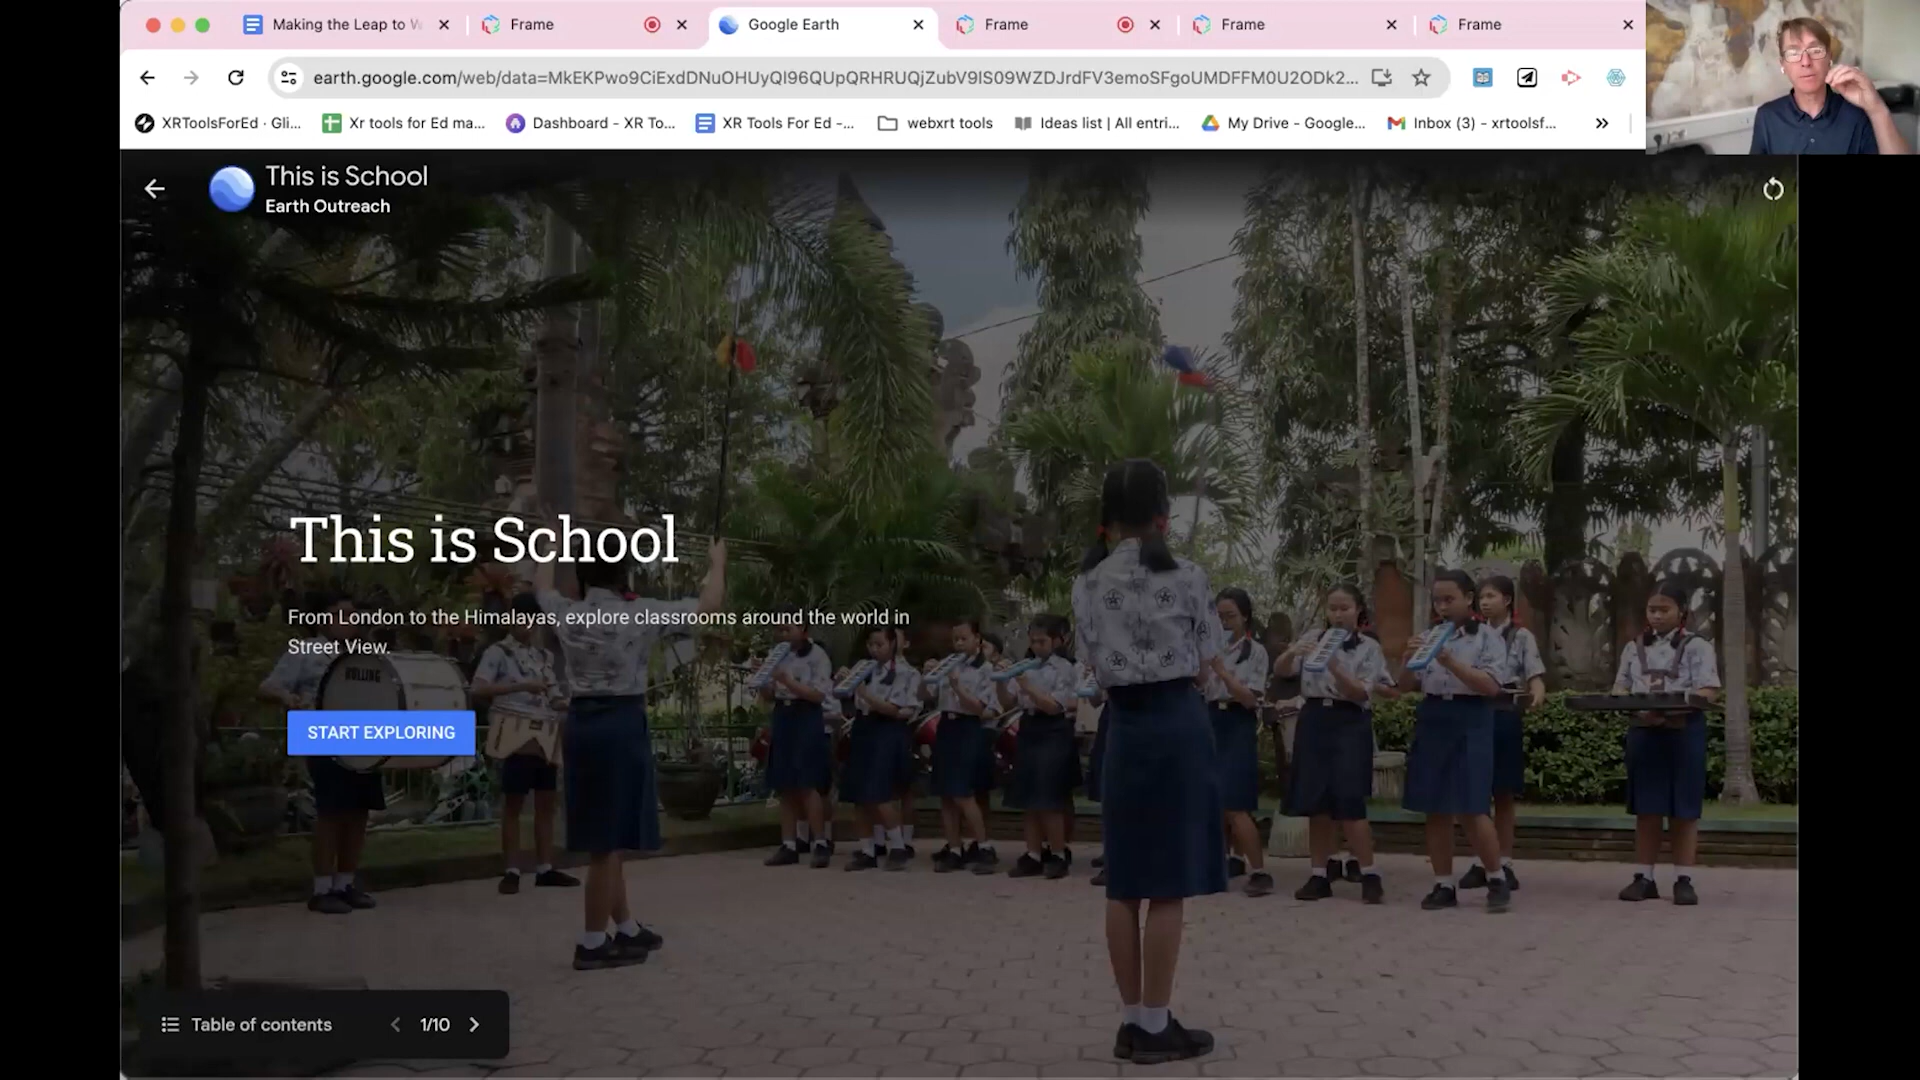 Making the Leap to W
Frame
Google Earth
Frame
Frame
Frame
earth.google.com/web/data=MkEKPwo9CiExdDNuOHUyQl96QUpQRHRUQjZubV9IS09WZDJrdFV3emoSFgoUMDFFM0U2ODk2...
XRToolsForEd · Gli...
Xr tools for Ed ma...
Dashboard - XR To...
XR Tools For Ed -...
webxrt tools
Ideas list | All entri...
My Drive - Google...
Inbox (3) - xrtoolsf...
This is School
Earth Outreach
This is School
From London to the Himalayas, explore classrooms around the world in
Street View.
START EXPLORING
Table of contents
1/10